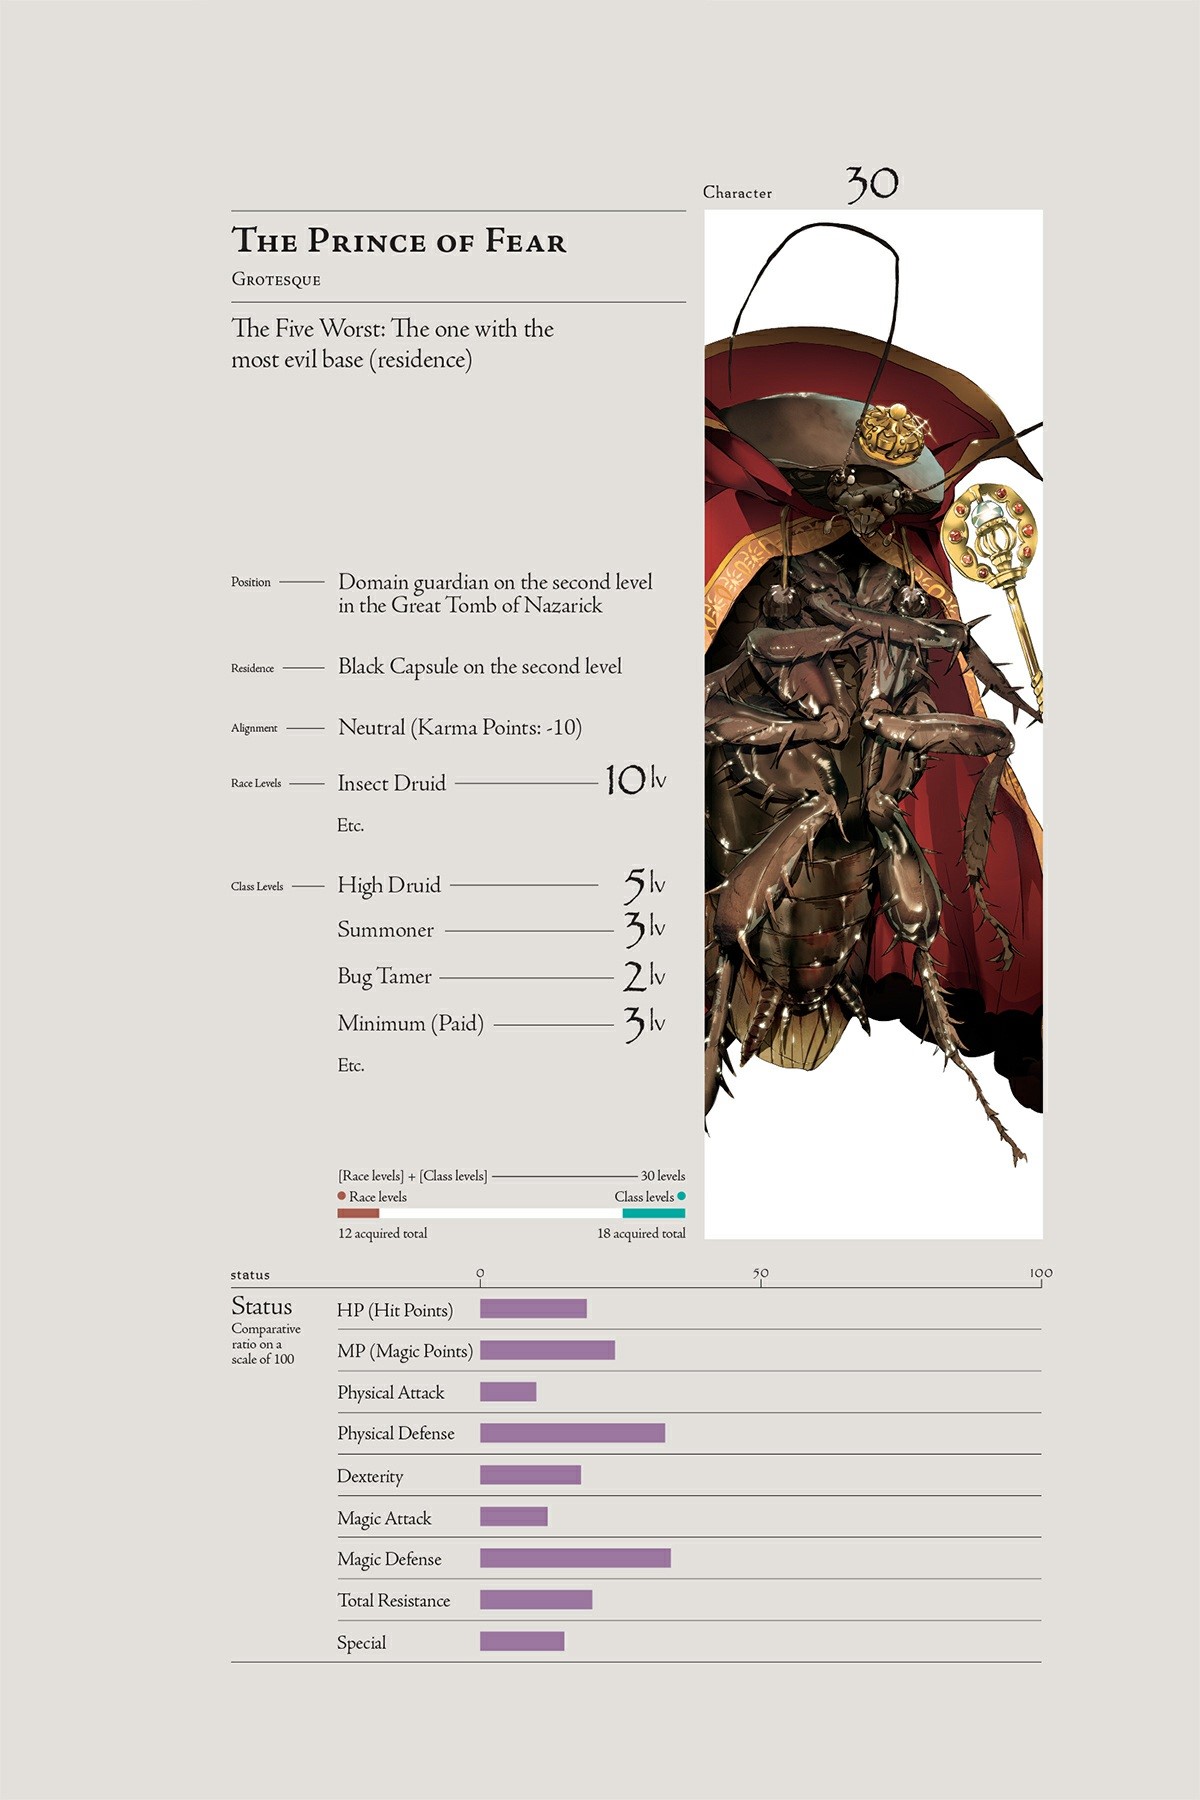 Character 30
The Prince of Fear
Grotesque
The Five Worst: The one with the
most evil base (residence)
Position Domain guardian on the second level
in the Great Tomb of Nazarick
Residence Black Capsule on the second level
Alignment Neutral (Karma Points: -10)
Race Levels Insect Druid 10 lv
Etc.
Class Levels High Druid 5 lv
Summoner 3 lv
Bug Tamer 2 lv
Minimum (Paid) 3 lv
Etc.
[Race levels] + [Class levels] 30 levels
Race levels Class levels
12 acquired total 18 acquired total
status 0 50 100
Status
Comparative
ratio on a
scale of 100
HP (Hit Points)
MP (Magic Points)
Physical Attack
Physical Defense
Dexterity
Magic Attack
Magic Defense
Total Resistance
Special